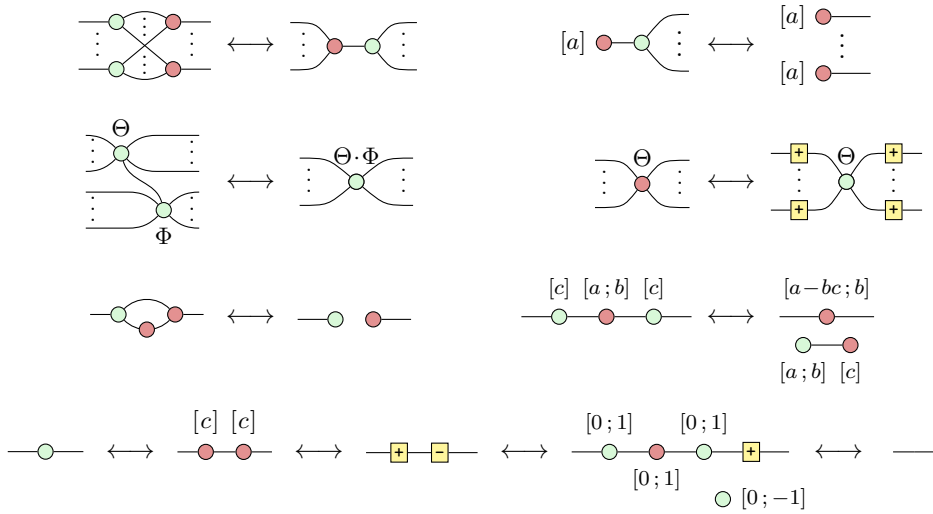 [a] [a]
[a]
Θ Θ·Φ Θ Θ
+ +
+ +
Φ
[c] [a ; b] [c] [a−bc ; b]
[a ; b] [c]
[c] [c] [0 ; 1] [0 ; 1]
+ − +
[0 ; 1]
[0 ; −1]